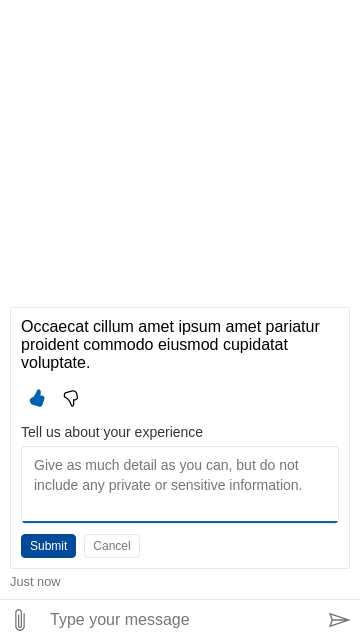 Occaecat cillum amet ipsum amet pariatur
proident commodo eiusmod cupidatat
voluptate.
Tell us about your experience
Give as much detail as you can, but do not
include any private or sensitive information.
Submit Cancel
Just now
Type your message